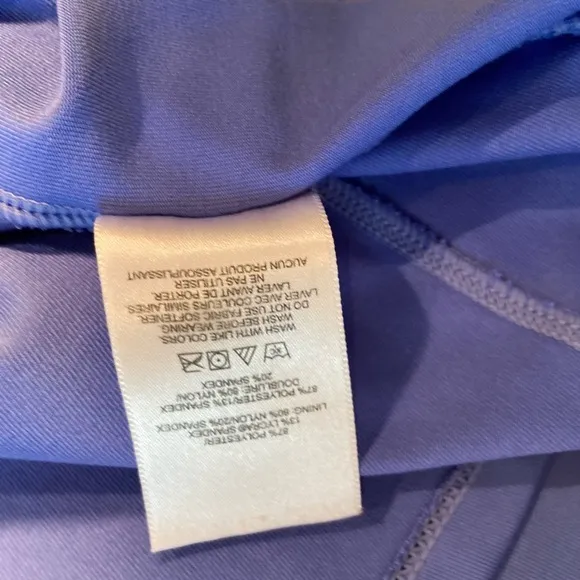 87% POLYESTER/
13% LYCRA® SPANDEX
LINING: 80% NYLON/20% SPANDEX
87% POLYESTER/13% SPANDEX
DOUBLURE: 80% NYLON/
20% SPANDEX
WASH WITH LIKE COLORS.
WASH BEFORE WEARING
DO NOT USE FABRIC SOFTENER.
LAVER AVEC COULEURS SIMILAIRES.
LAVER AVANT DE PORTER.
NE PAS UTILISER
AUCUN PRODUIT ASSOUPLISSANT